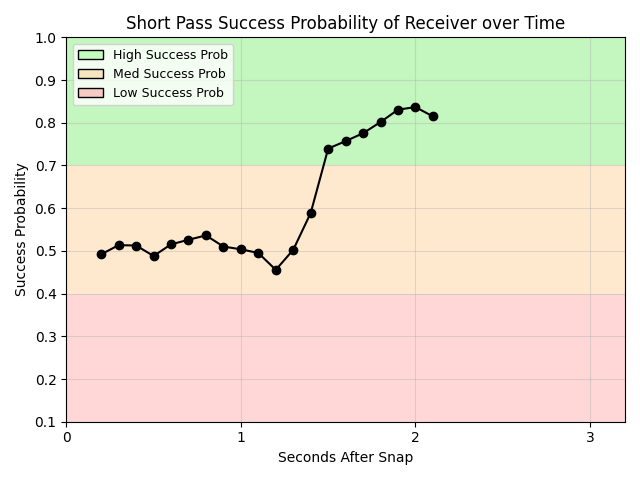 Short Pass Success Probability of Receiver over Time
High Success Prob
Med Success Prob
Low Success Prob
Success Probability
1.0
0.9
0.8
0.7
0.6
0.5
0.4
0.3
0.2
0.1
0 1 2 3
Seconds After Snap